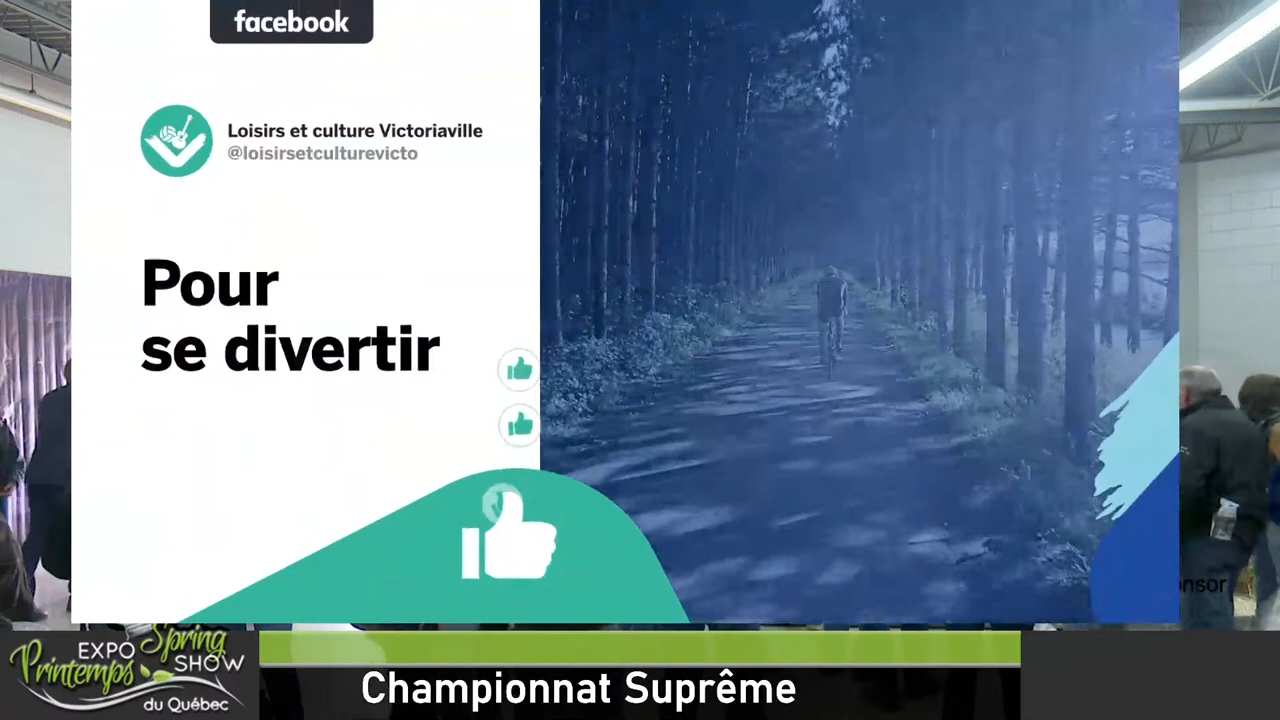 facebook
Loisirs et culture Victoriaville
@loisirsetculturevicto
Pour
se divertir
EXPO Spring
Printemps SHOW
du Québec
Championnat Suprême